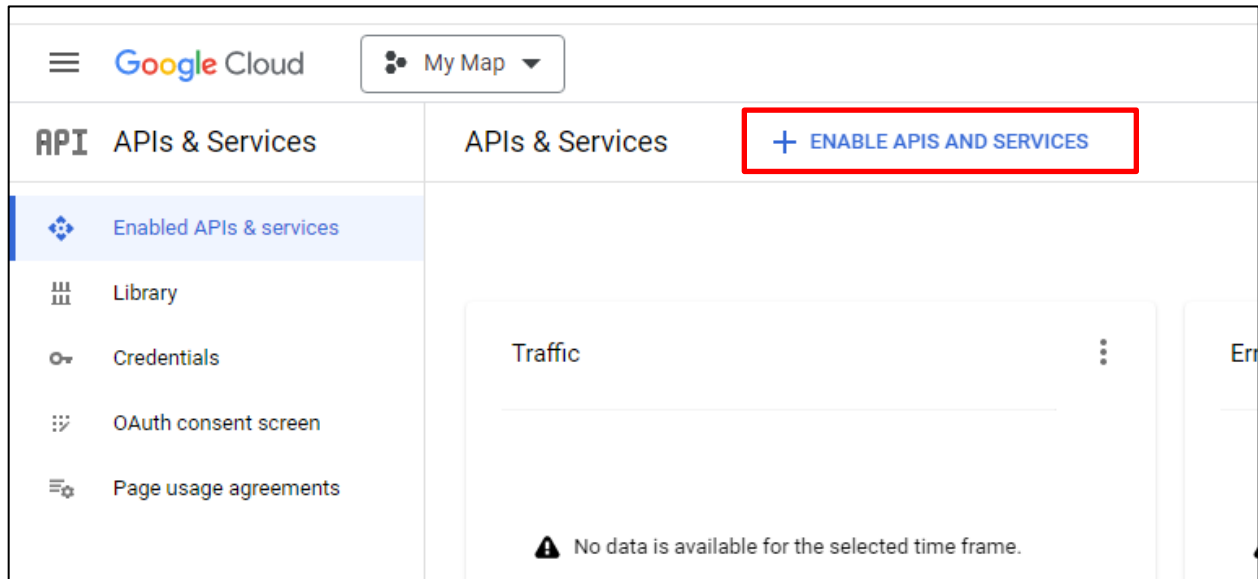 Google Cloud
My Map
API APIs & Services
APIs & Services
+ ENABLE APIS AND SERVICES
Enabled APIs & services
Library
Credentials
OAuth consent screen
Page usage agreements
Traffic
No data is available for the selected time frame.